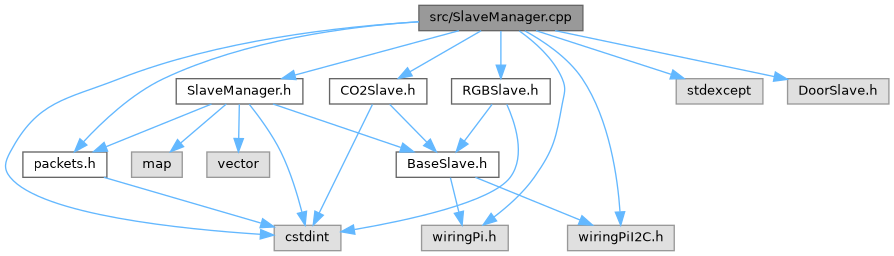 src/SlaveManager.cpp
SlaveManager.h
CO2Slave.h
RGBSlave.h
stdexcept
DoorSlave.h
packets.h
map
vector
BaseSlave.h
cstdint
wiringPi.h
wiringPiI2C.h